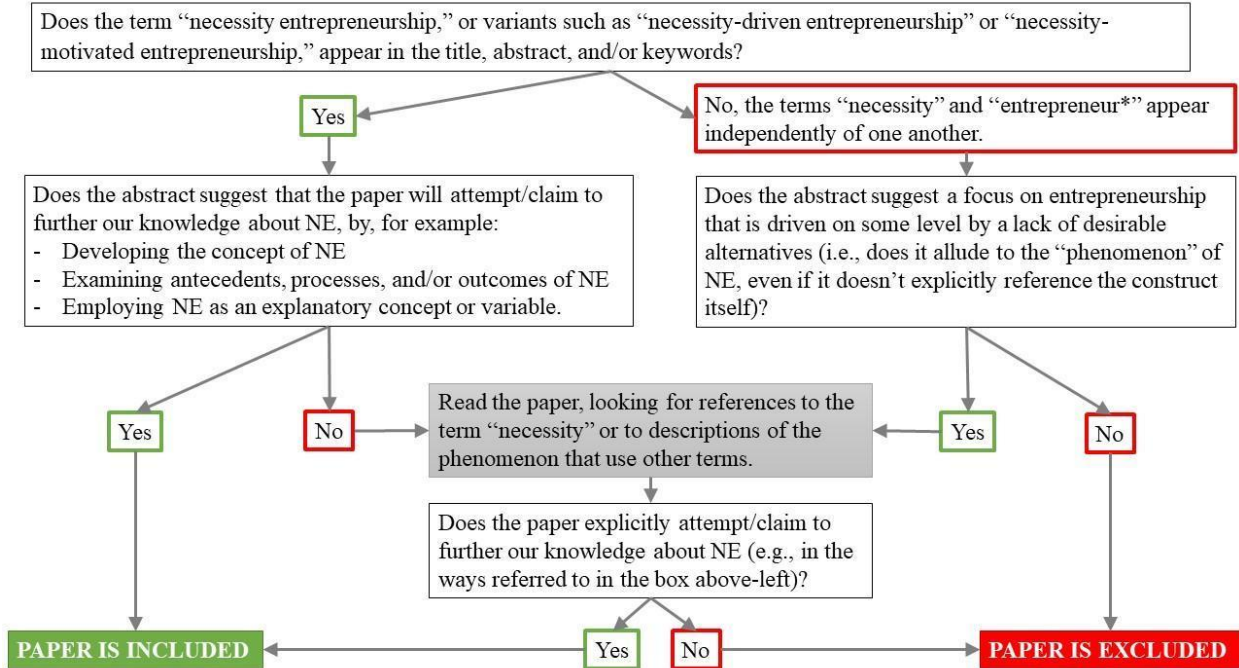 Does the term “necessity entrepreneurship,” or variants such as “necessity-driven entrepreneurship” or “necessity-
motivated entrepreneurship,” appear in the title, abstract, and/or keywords?
Yes
No, the terms “necessity” and “entrepreneur*” appear
independently of one another.
Does the abstract suggest that the paper will attempt/claim to
further our knowledge about NE, by, for example:
- Developing the concept of NE
- Examining antecedents, processes, and/or outcomes of NE
- Employing NE as an explanatory concept or variable.
Does the abstract suggest a focus on entrepreneurship
that is driven on some level by a lack of desirable
alternatives (i.e., does it allude to the “phenomenon” of
NE, even if it doesn’t explicitly reference the construct
itself)?
Yes
No
Read the paper, looking for references to the
term “necessity” or to descriptions of the
phenomenon that use other terms.
Yes
No
Does the paper explicitly attempt/claim to
further our knowledge about NE (e.g., in the
ways referred to in the box above-left)?
PAPER IS INCLUDED
Yes
No
PAPER IS EXCLUDED